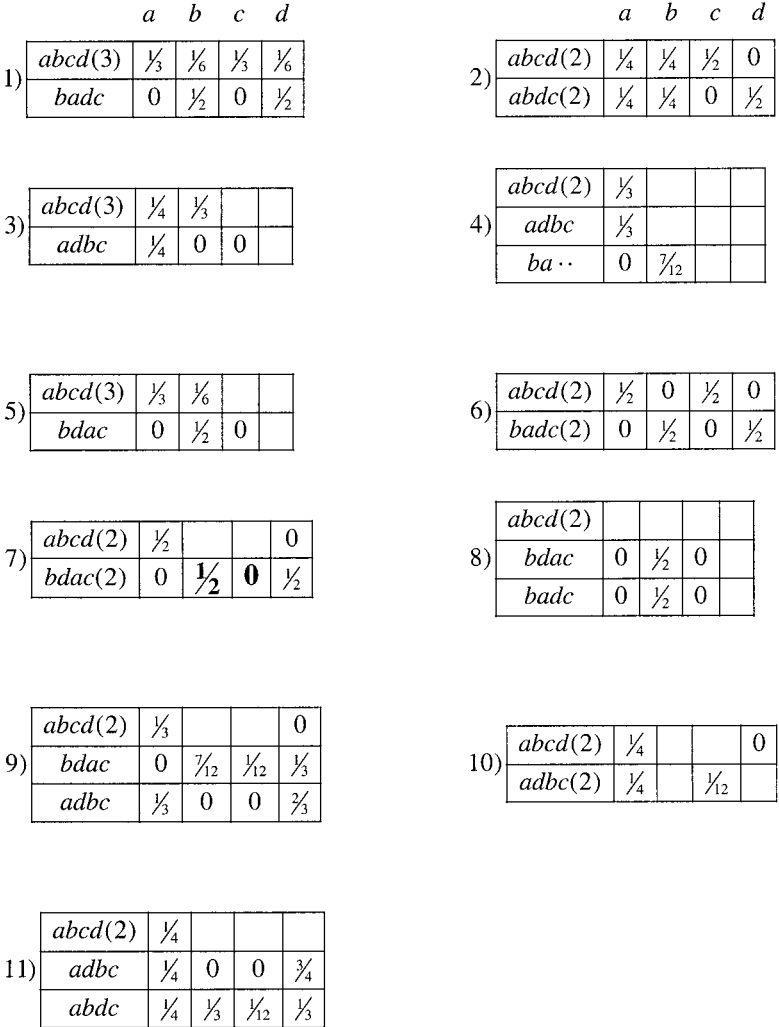 a b c d
1) abcd(3) ⅓ ⅙ ⅓ ⅙
badc 0 ½ 0 ½
a b c d
2) abcd(2) ¼ ¼ ½ 0
abdc(2) ¼ ¼ 0 ½
3) abcd(3) ¼ ⅓
adbc ¼ 0 0
4) abcd(2) ⅓
adbc ⅓
ba·· 0 7/12
5) abcd(3) ⅓ ⅙
bdac 0 ½ 0
6) abcd(2) ½ 0 ½ 0
badc(2) 0 ½ 0 ½
7) abcd(2) ½ 0
bdac(2) 0 ½ 0 ½
8) abcd(2)
bdac 0 ½ 0
badc 0 ½ 0
9) abcd(2) ⅓ 0
bdac 0 7/12 1/12 ⅓
adbc ⅓ 0 0 ⅔
10) abcd(2) ¼ 0
adbc(2) ¼ 1/12
11) abcd(2) ¼
adbc ¼ 0 0 ¾
abdc ¼ ⅓ 1/12 ⅓